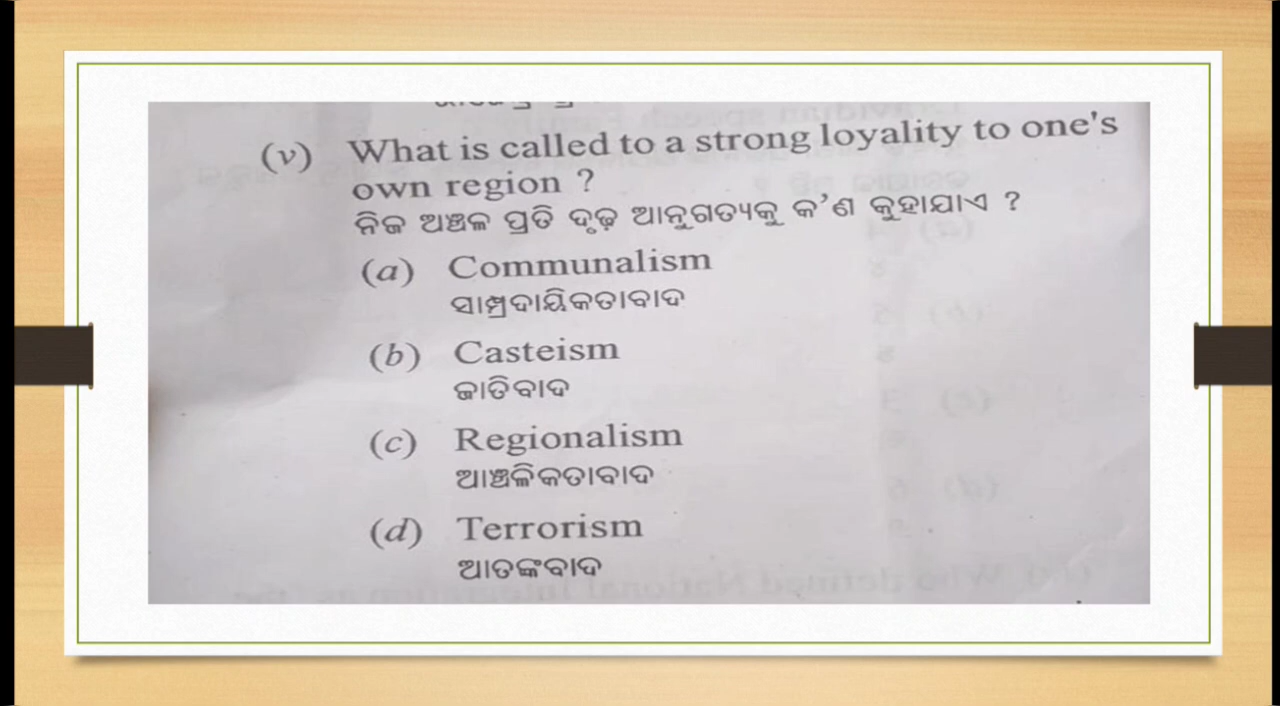 (v) What is called to a strong loyality to one's
own region ?
ନିଜ ଅଞ୍ଚଳ ପ୍ରତି ଦୃଢ଼ ଆନୁଗତ୍ୟକୁ କ'ଣ କୁହାଯାଏ ?
(a) Communalism
ସାମ୍ପ୍ରଦାୟିକତାବାଦ
(b) Casteism
ଜାତିବାଦ
(c) Regionalism
ଆଞ୍ଚଳିକତାବାଦ
(d) Terrorism
ଆତଙ୍କବାଦ